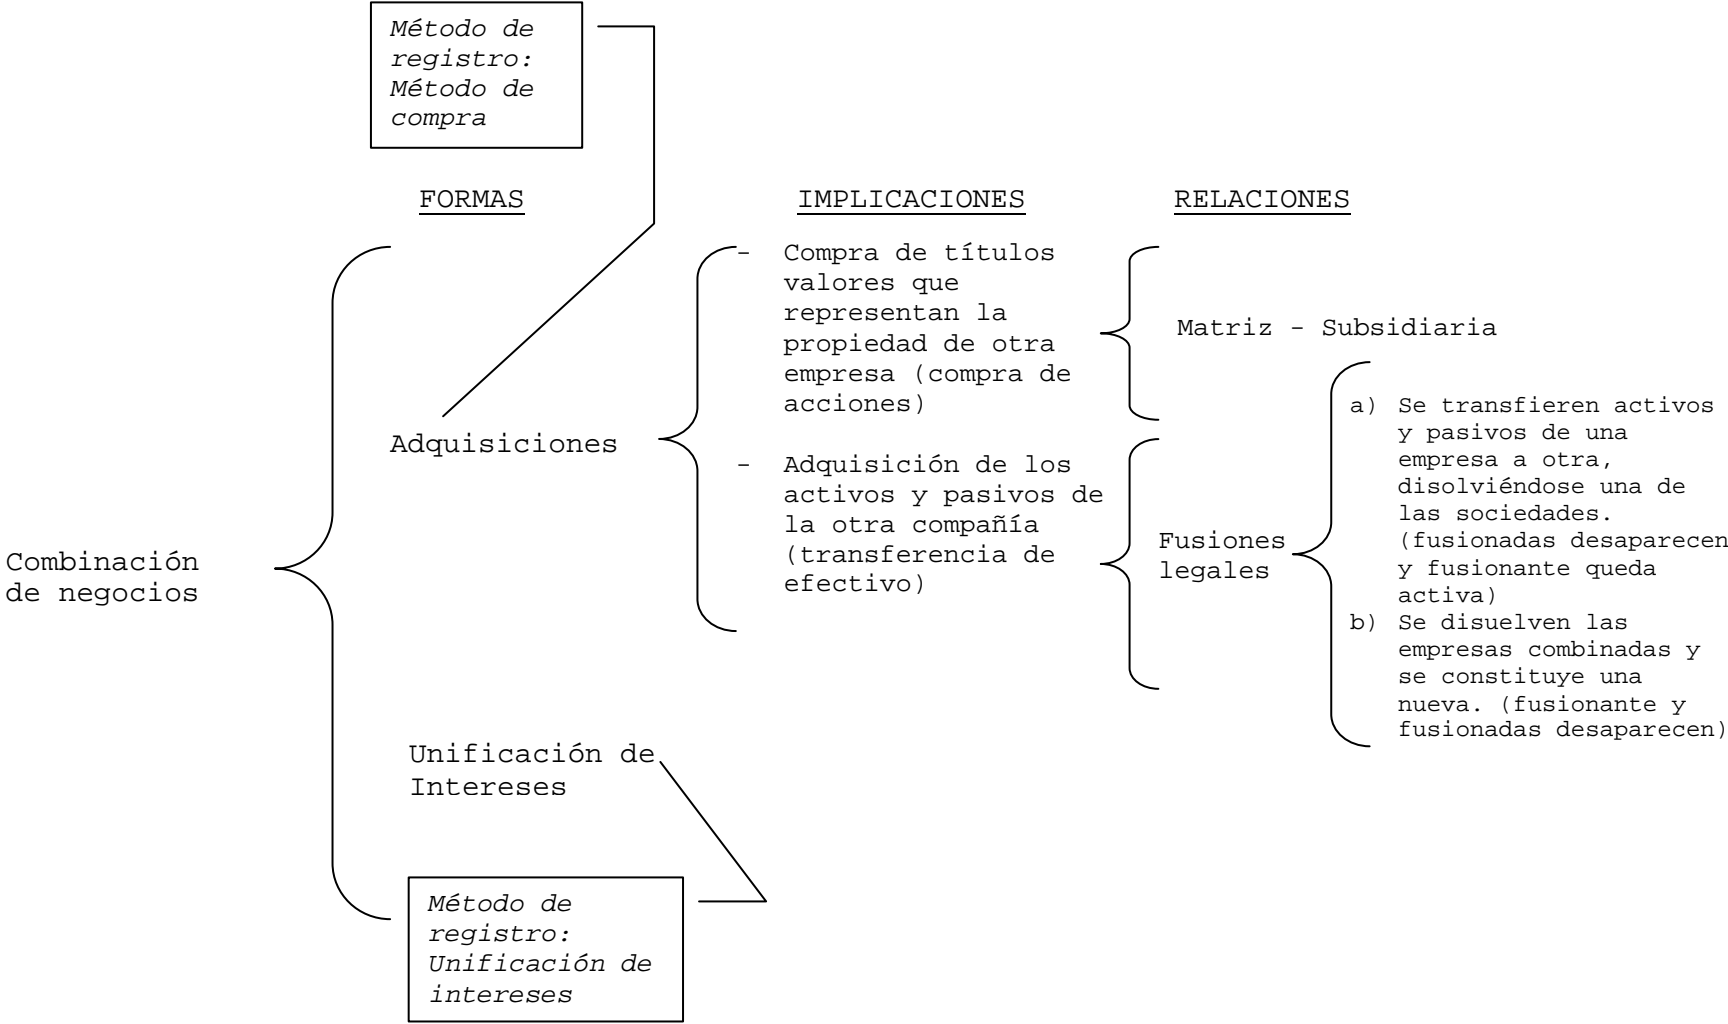 Método de
registro:
Método de
compra
FORMAS
IMPLICACIONES
RELACIONES
Combinación
de negocios
Adquisiciones
- Compra de títulos
valores que
representan la
propiedad de otra
empresa (compra de
acciones)
- Adquisición de los
activos y pasivos de
la otra compañía
(transferencia de
efectivo)
Matriz - Subsidiaria
Fusiones
legales
a) Se transfieren activos
y pasivos de una
empresa a otra,
disolviéndose una de
las sociedades.
(fusionadas desaparecen
y fusionante queda
activa)
b) Se disuelven las
empresas combinadas y
se constituye una
nueva. (fusionante y
fusionadas desaparecen)
Unificación de
Intereses
Método de
registro:
Unificación de
intereses